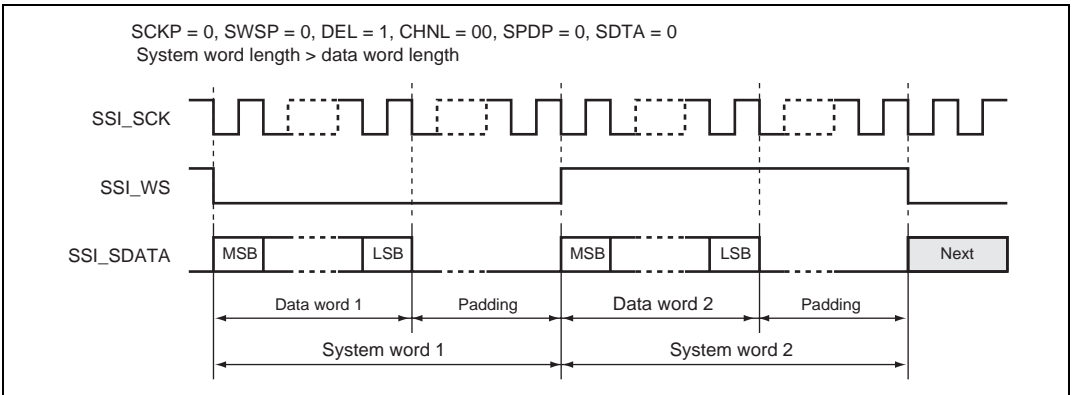 SCKP = 0, SWSP = 0, DEL = 1, CHNL = 00, SPDP = 0, SDTA = 0
System word length > data word length
SSI_SCK
SSI_WS
SSI_SDATA
MSB LSB MSB LSB Next
Data word 1 Padding Data word 2 Padding
System word 1 System word 2